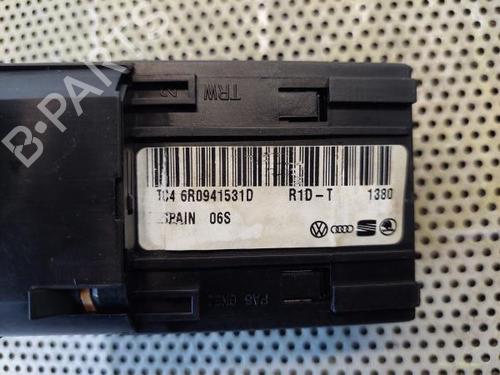 B-PARTS
TRW
TC4 6R0941531D R1D-T 1380
SPAIN 06S